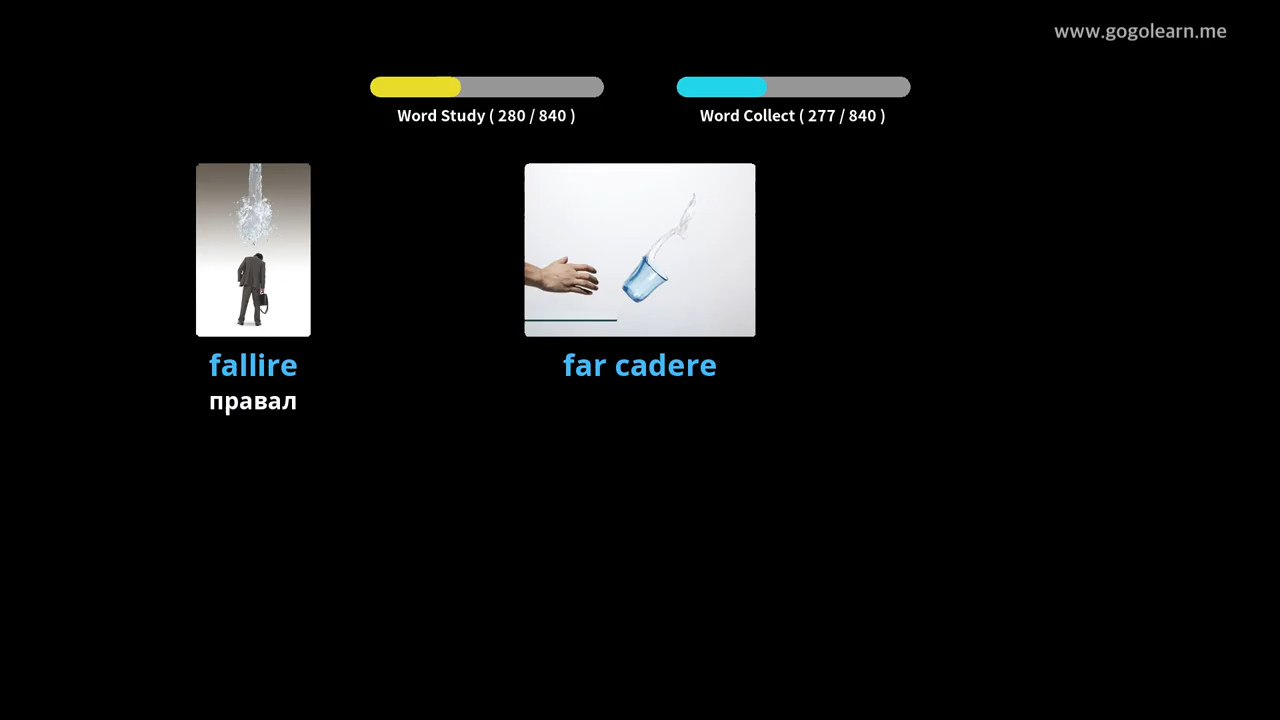 www.gogolearn.me
Word Study ( 280 / 840 )
Word Collect ( 277 / 840 )
fallire
far cadere
правал